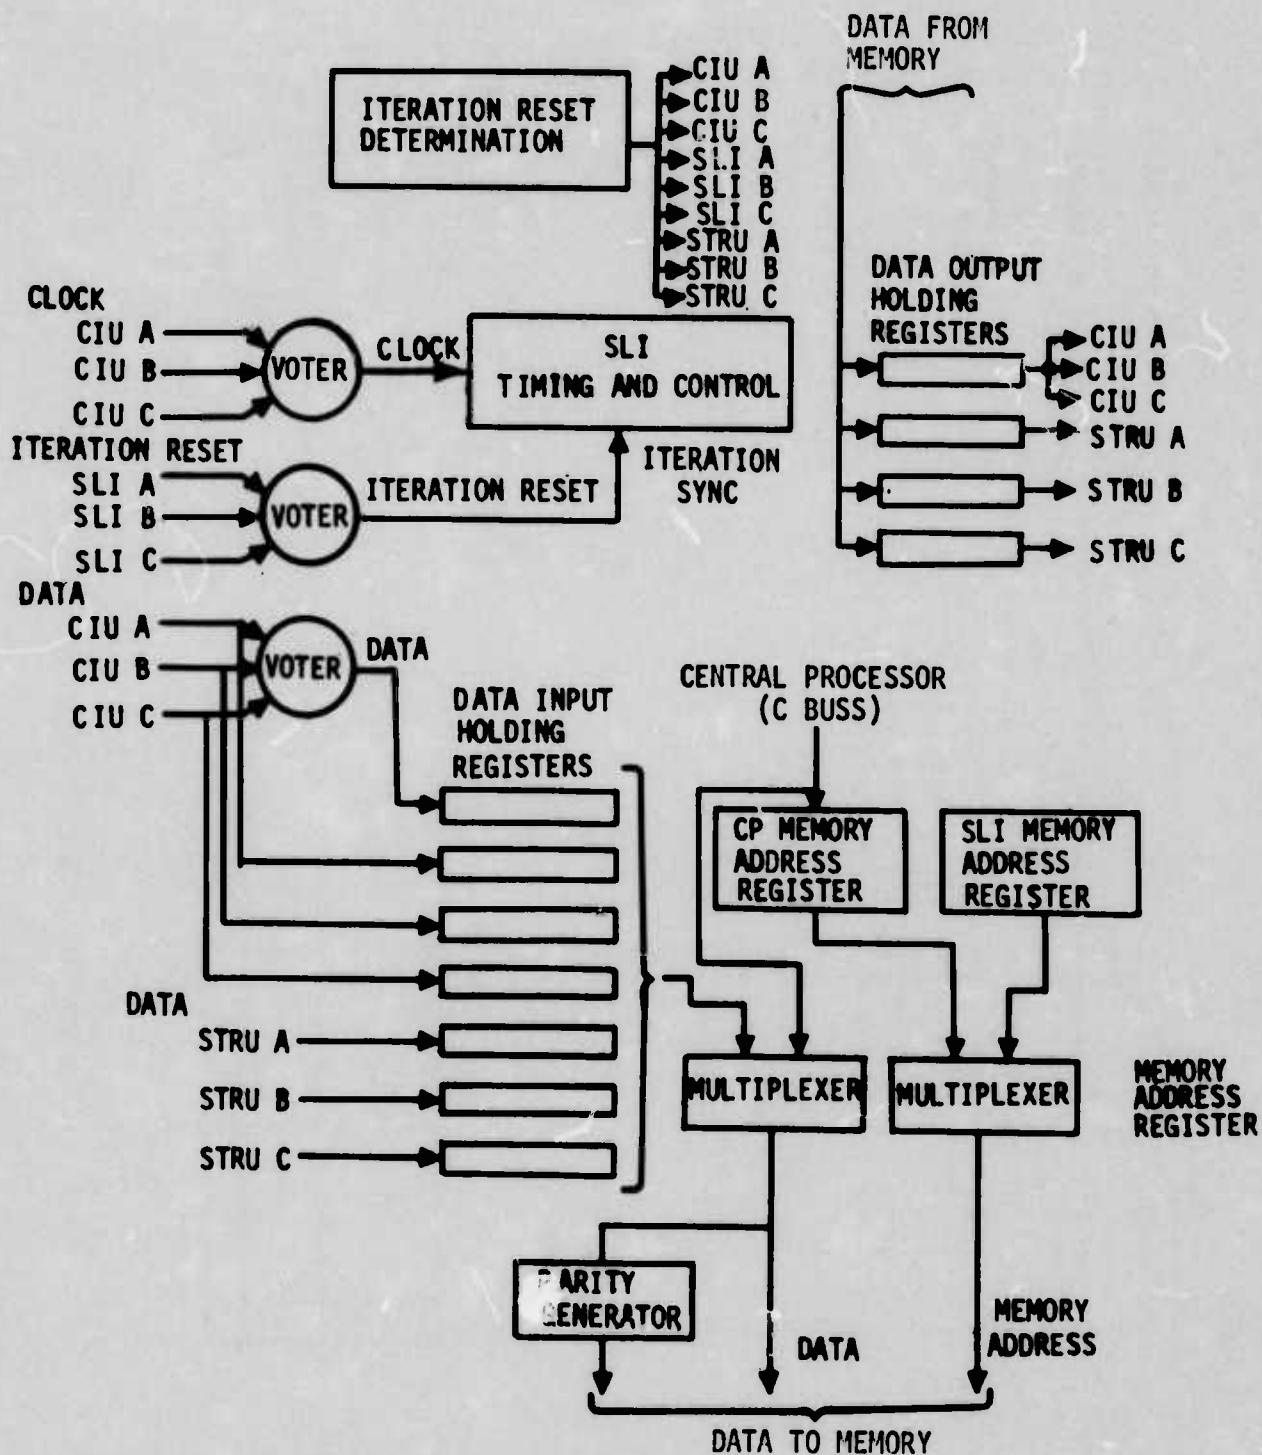 DATA FROM
MEMORY
ITERATION RESET
DETERMINATION
CIU A
CIU B
CIU C
SLI A
SLI B
SLI C
STRU A
STRU B
STRU C
DATA OUTPUT
HOLDING
REGISTERS
CIU A
CIU B
CIU C
STRU A
STRU B
STRU C
CLOCK
CIU A
CIU B
CIU C
VOTER
CLOCK
SLI
TIMING AND CONTROL
ITERATION RESET
SLI A
SLI B
SLI C
VOTER
ITERATION RESET
ITERATION
SYNC
DATA
CIU A
CIU B
CIU C
VOTER
DATA
DATA INPUT
HOLDING
REGISTERS
CENTRAL PROCESSOR
(C BUSS)
CP MEMORY
ADDRESS
REGISTER
SLI MEMORY
ADDRESS
REGISTER
DATA
STRU A
STRU B
STRU C
MULTIPLEXER
MULTIPLEXER
MEMORY
ADDRESS
REGISTER
PARITY
GENERATOR
DATA
MEMORY
ADDRESS
DATA TO MEMORY